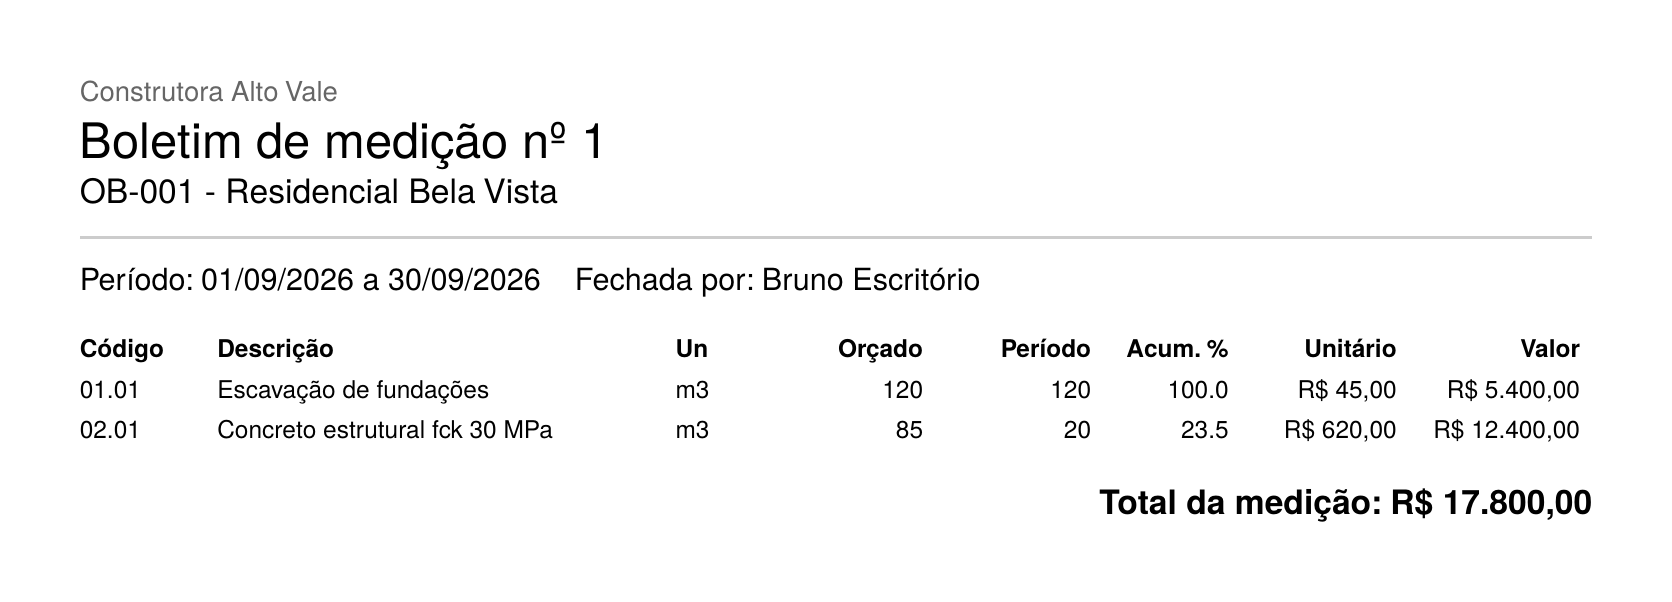 Construtora Alto Vale
Boletim de medição nº 1
OB-001 - Residencial Bela Vista
Período: 01/09/2026 a 30/09/2026 Fechada por: Bruno Escritório
Código Descrição Un Orçado Período Acum. % Unitário Valor
01.01 Escavação de fundações m3 120 120 100.0 R$ 45,00 R$ 5.400,00
02.01 Concreto estrutural fck 30 MPa m3 85 20 23.5 R$ 620,00 R$ 12.400,00
Total da medição: R$ 17.800,00